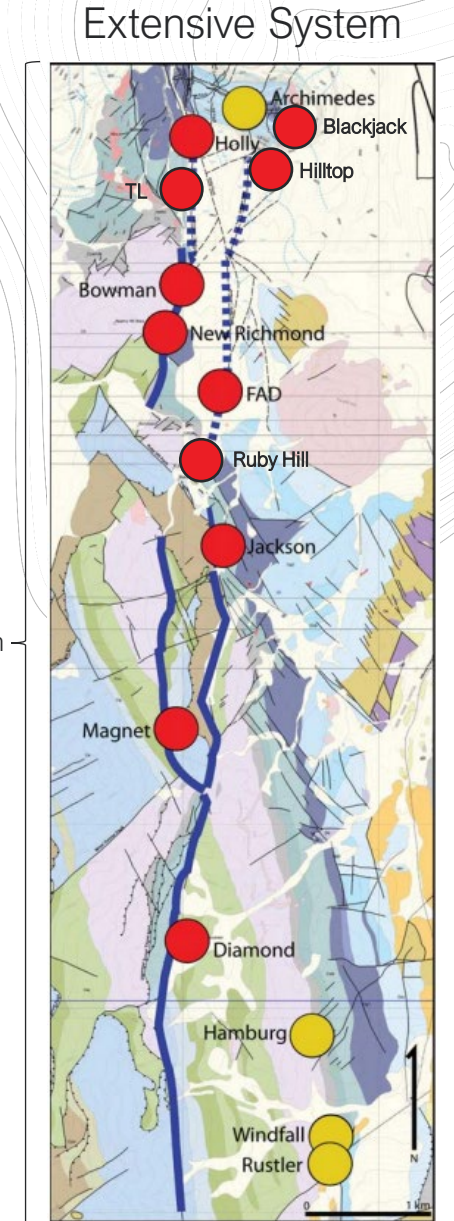 Extensive System
Archimedes
Blackjack
Holly
Hilltop
TL
Bowman
New Richmond
FAD
Ruby Hill
Jackson
Magnet
Diamond
Hamburg
Windfall
Rustler
N
0 1 km